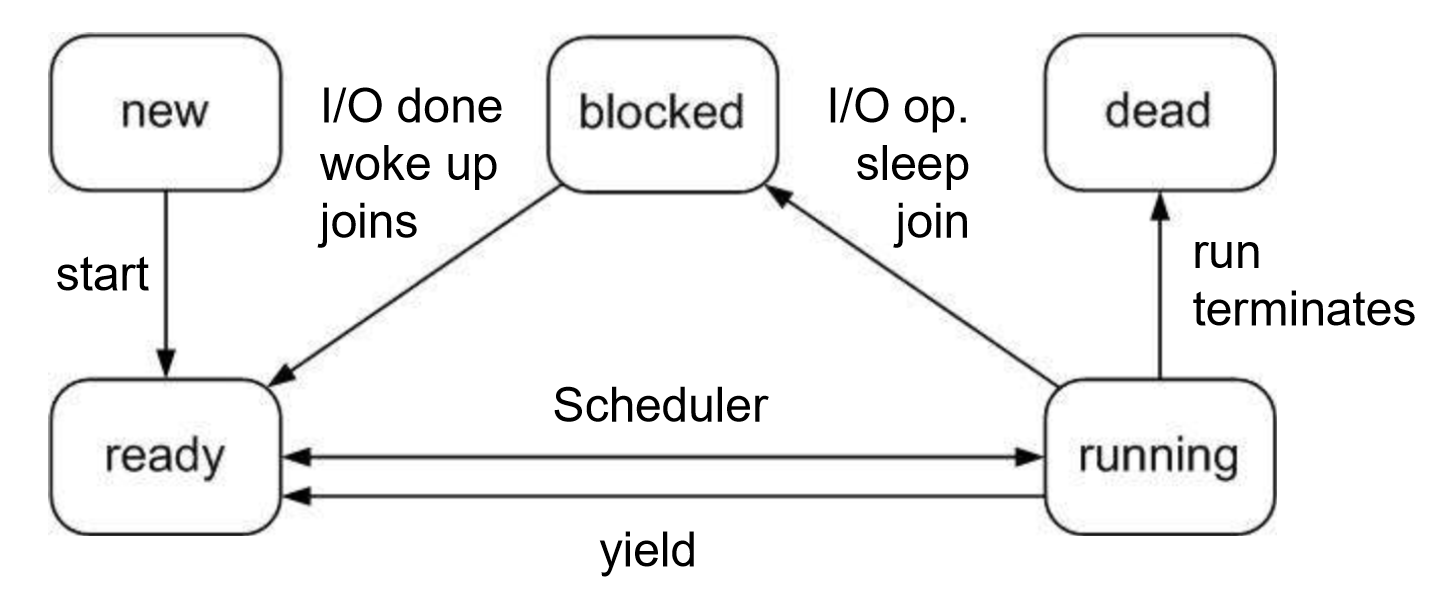 new
I/O done
woke up
joins
blocked
I/O op.
sleep
join
dead
start
run
terminates
Scheduler
ready
running
yield